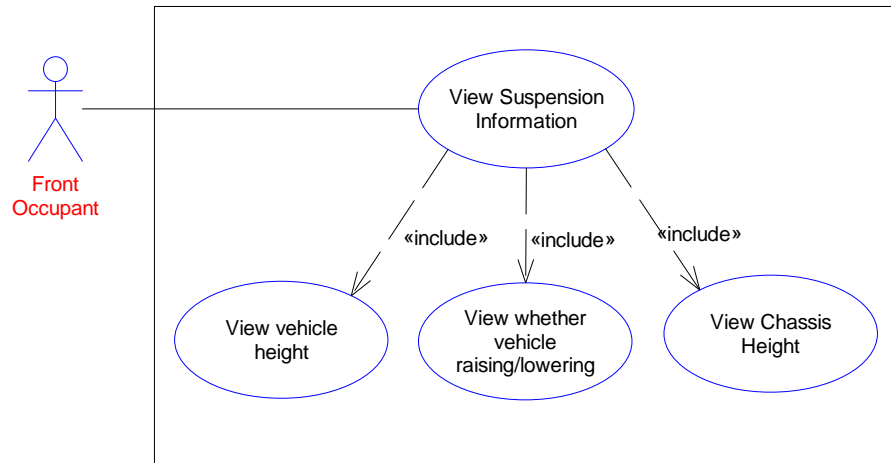 View Suspension
Information
Front
Occupant
«include»
«include»
«include»
View vehicle
height
View whether
vehicle
raising/lowering
View Chassis
Height